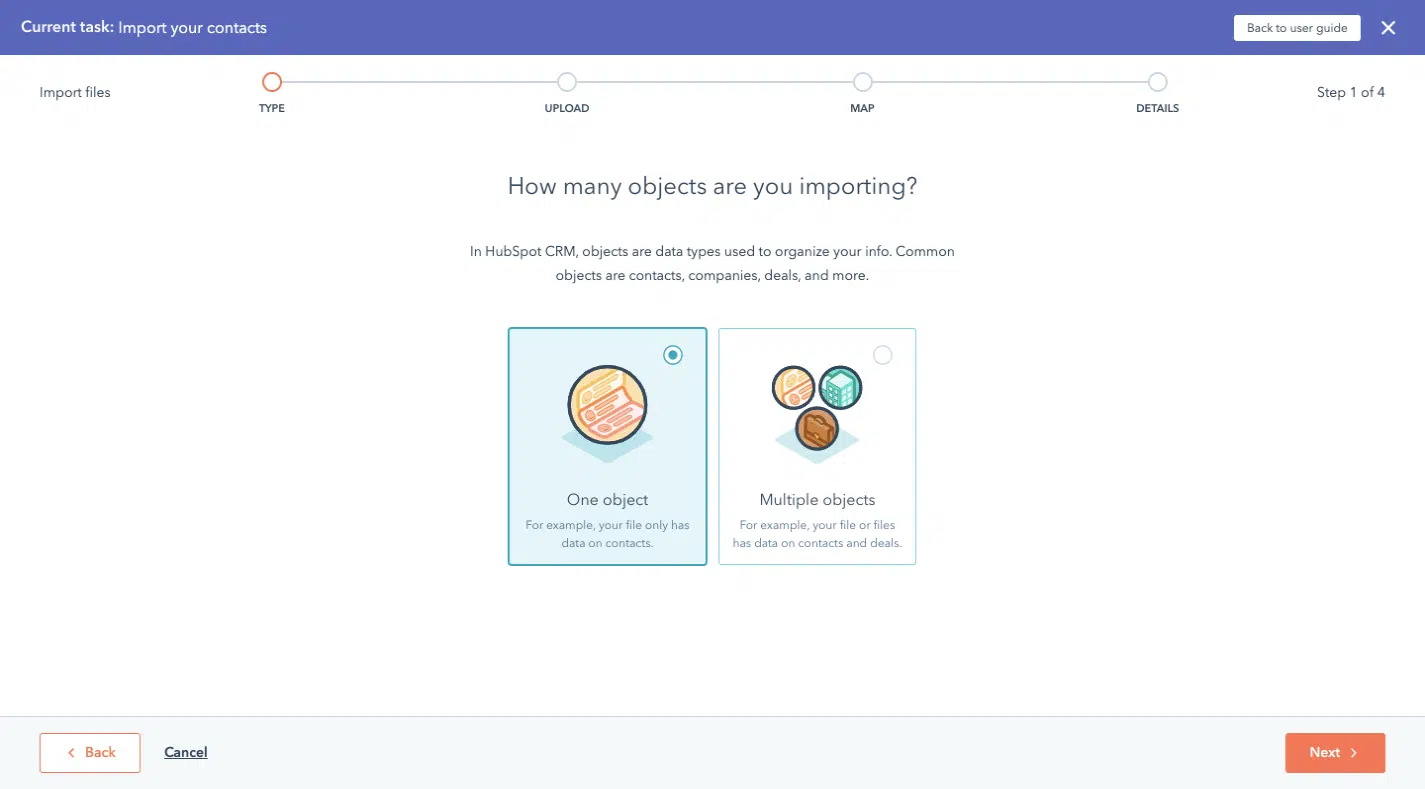 Current task: Import your contacts
Back to user guide
Import files
TYPE
UPLOAD
MAP
DETAILS
Step 1 of 4
How many objects are you importing?
In HubSpot CRM, objects are data types used to organize your info. Common
objects are contacts, companies, deals, and more.
One object
For example, your file only has
data on contacts.
Multiple objects
For example, your file or files
has data on contacts and deals.
Back
Cancel
Next